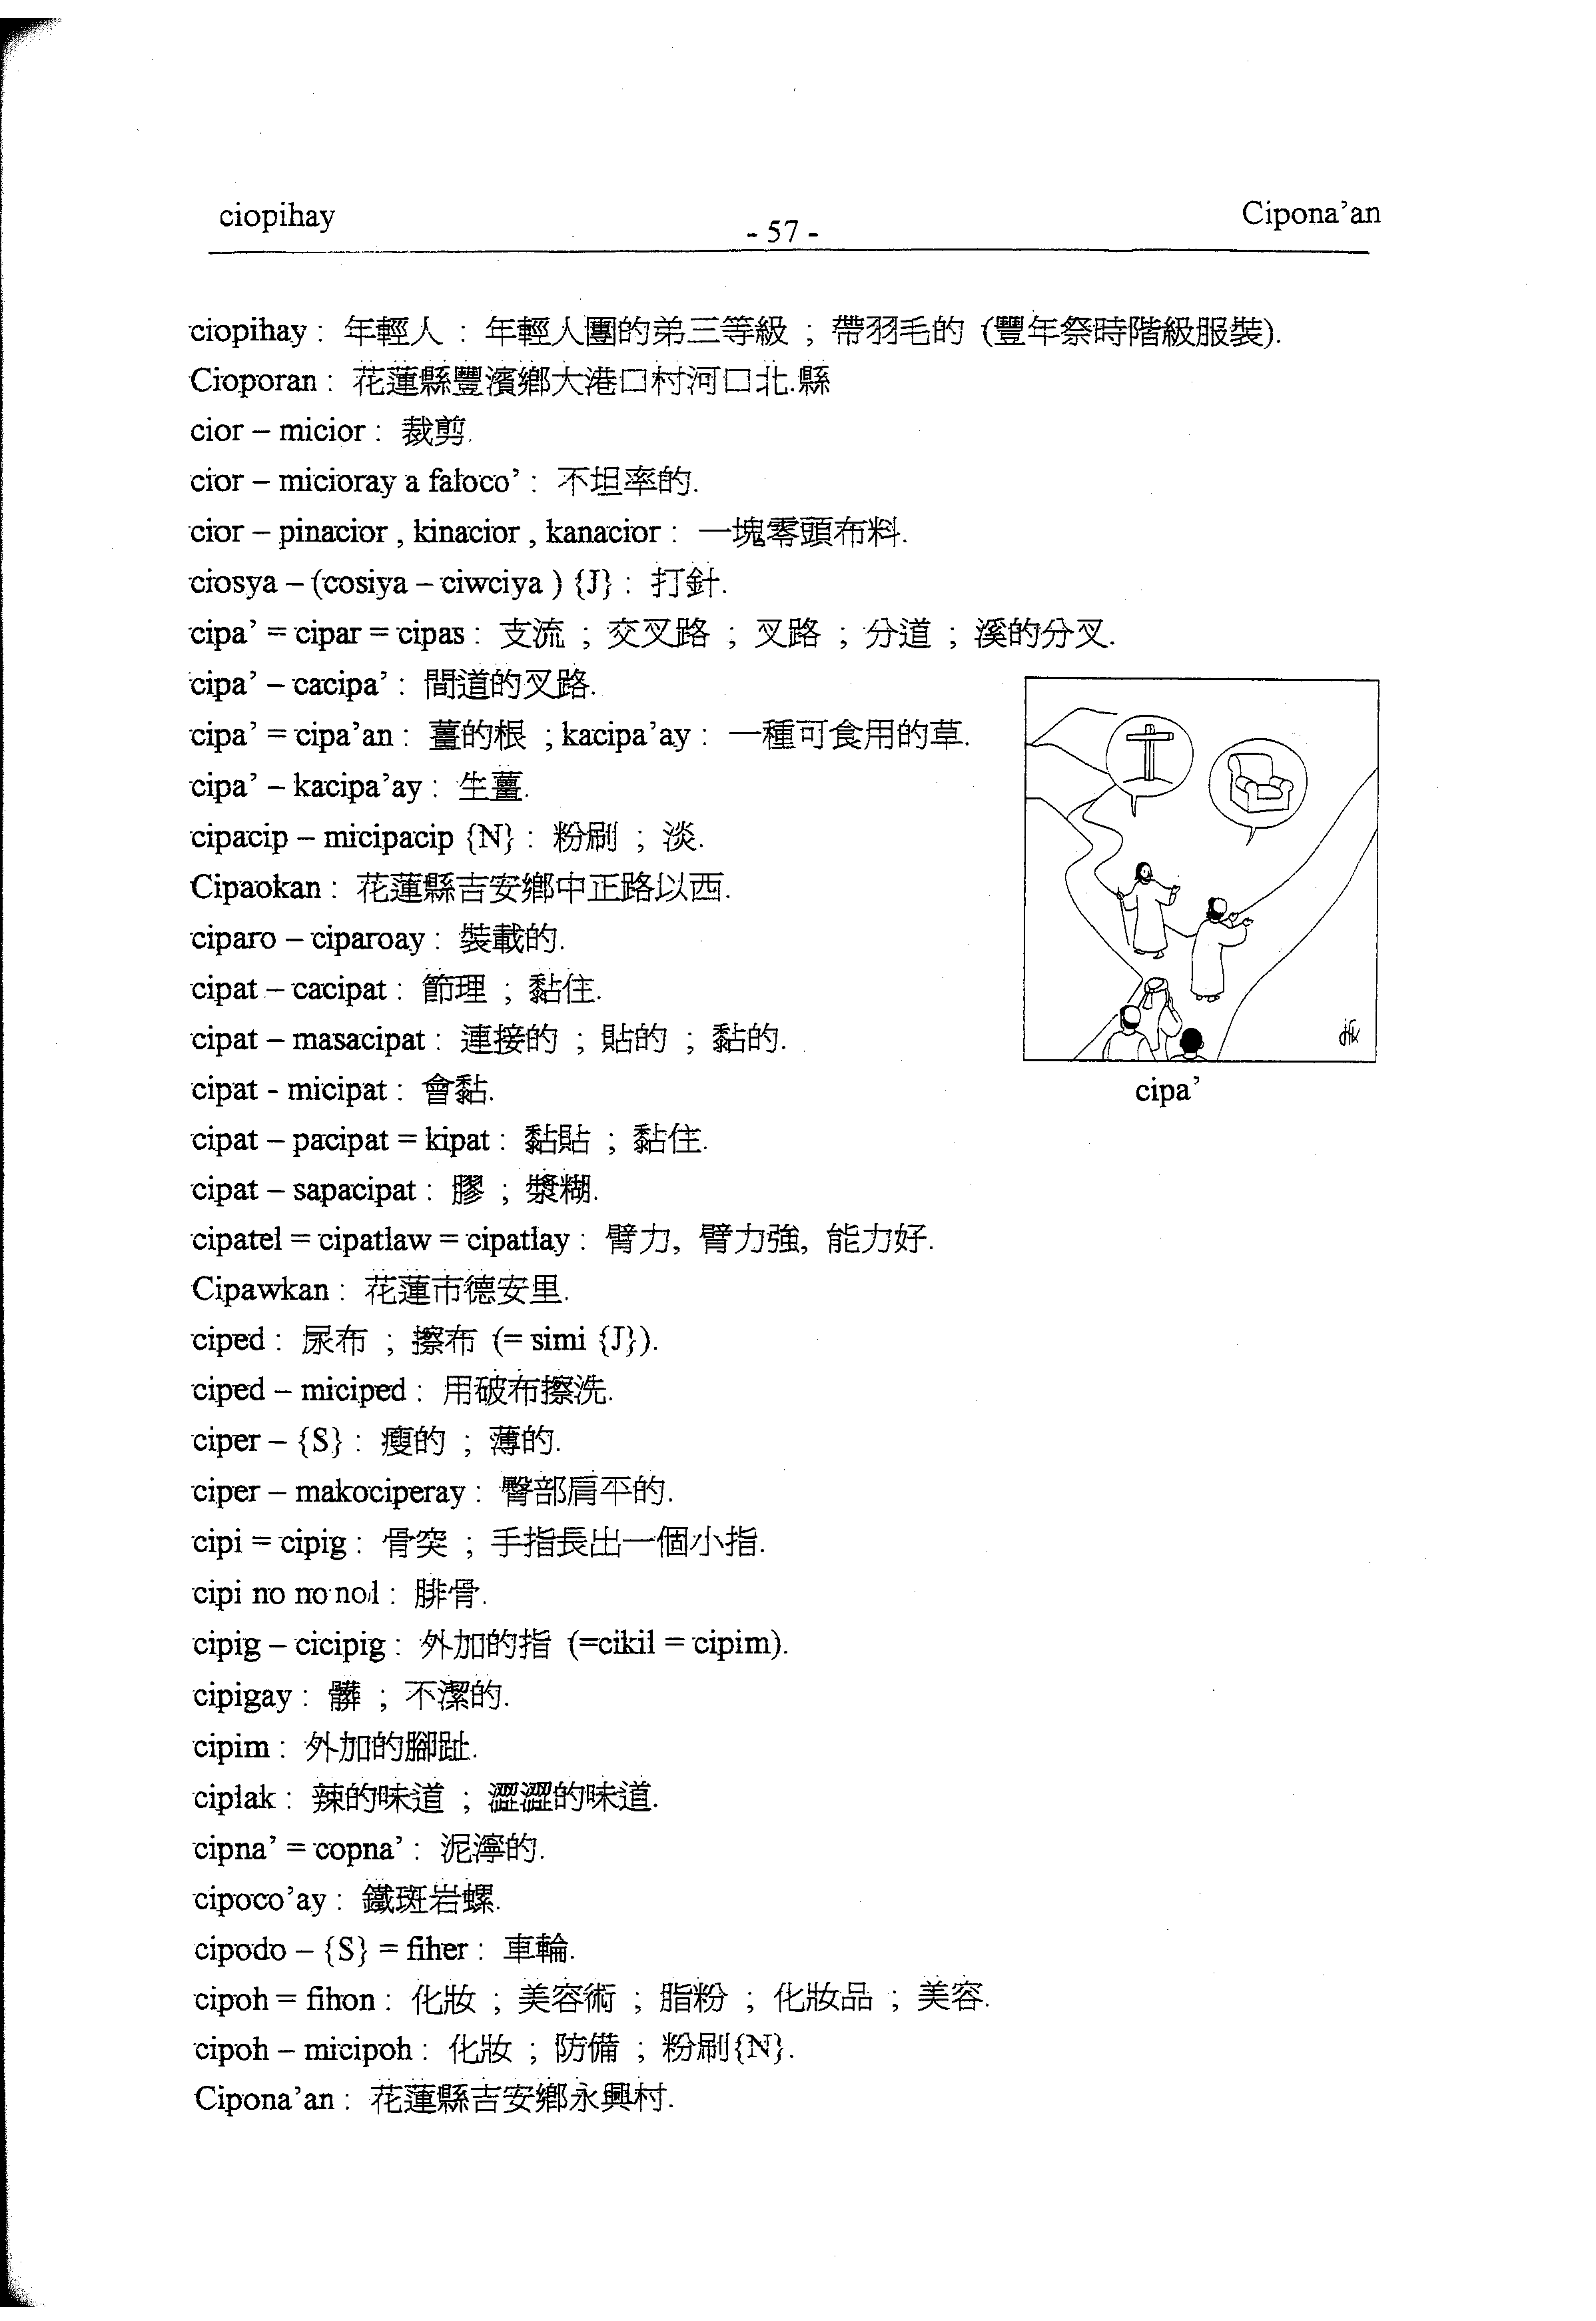 ciopihay
- 57 -
Cipona’an
ciopihay : 年輕人 : 年輕人團的弟三等級 ; 帶羽毛的 (豐年祭時階級服裝).
Cioporan : 花蓮縣豐濱鄉大港口村河口北.縣
cior – micior : 裁剪.
cior – micioray a faloco’ : 不坦率的.
cior – pinacior , kinacior , kanacior : 一塊零頭布料.
ciosya – (cosiya – ciwciya ) {J} : 打針.
cipa’ = cipar = cipas : 支流 ; 交叉路 ; 叉路 ; 分道 ; 溪的分叉.
cipa’ – cacipa’ : 間道的叉路.
cipa’ = cipa’an : 薑的根 ; kacipa’ay : 一種可食用的草.
cipa’ – kacipa’ay : 生薑.
cipacip – micipacip {N} : 粉刷 ; 淡.
Cipaokan : 花蓮縣吉安鄉中正路以西.
ciparo – ciparoay : 裝載的.
cipat – cacipat : 節理 ; 黏住.
cipat – masacipat : 連接的 ; 貼的 ; 黏的.
cipat - micipat : 會黏.
cipa’
cipat – pacipat = kipat : 黏貼 ; 黏住.
cipat – sapacipat : 膠 ; 漿糊.
cipatel = cipatlaw = cipatlay : 臂力, 臂力強, 能力好.
Cipawkan : 花蓮市德安里.
ciped : 尿布 ; 擦布 (= simi {J}).
ciped – miciped : 用破布擦洗.
ciper – {S} : 瘦的 ; 薄的.
ciper – makociperay : 臀部肩平的.
cipi = cipig : 骨突 ; 手指長出一個小指.
cipi no no nol : 腓骨.
cipig – cicipig : 外加的指 (=cikil = cipim).
cipigay : 髒 ; 不潔的.
cipim : 外加的腳趾.
ciplak : 辣的味道 ; 澀澀的味道.
cipna’ = copna’ : 泥濘的.
cipoco’ay : 鐵斑岩螺.
cipodo – {S} = fiher : 車輪.
cipoh = fihon : 化妝 ; 美容術 ; 脂粉 ; 化妝品 ; 美容.
cipoh – micipoh : 化妝 ; 防備 ; 粉刷{N}.
Cipona’an : 花蓮縣吉安鄉永興村.